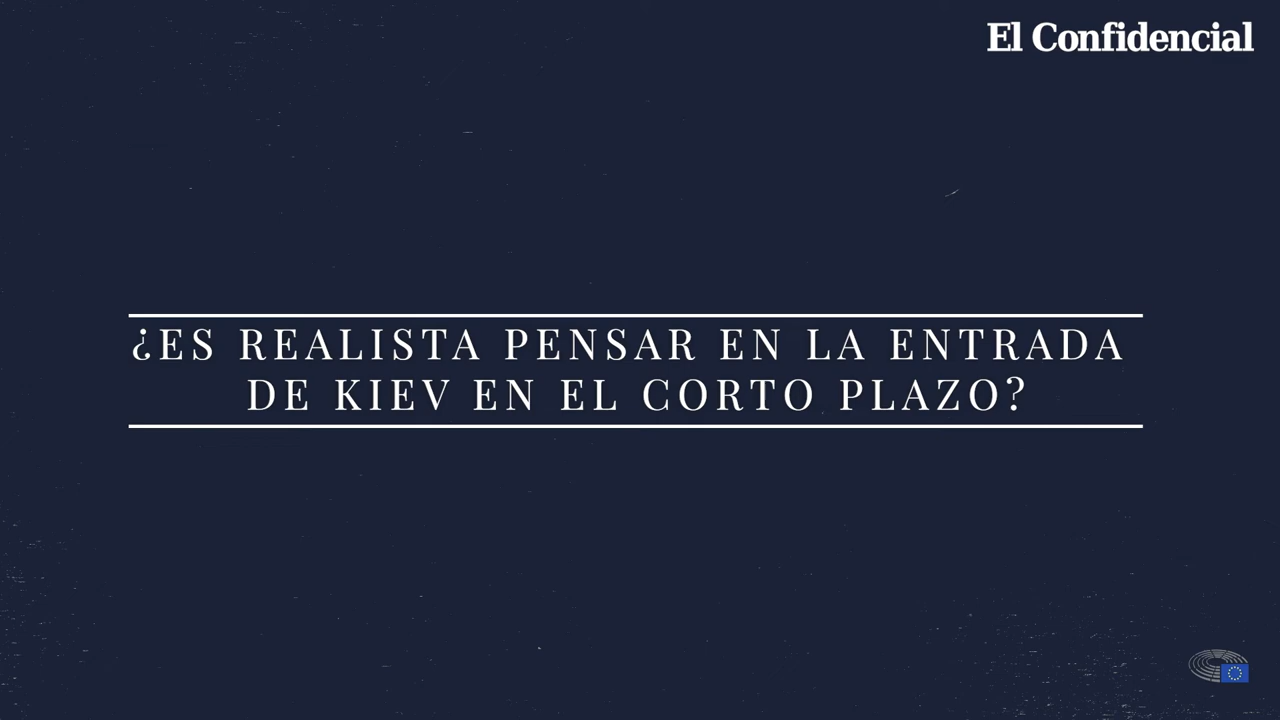 El Confidencial
¿ES REALISTA PENSAR EN LA ENTRADA
DE KIEV EN EL CORTO PLAZO?